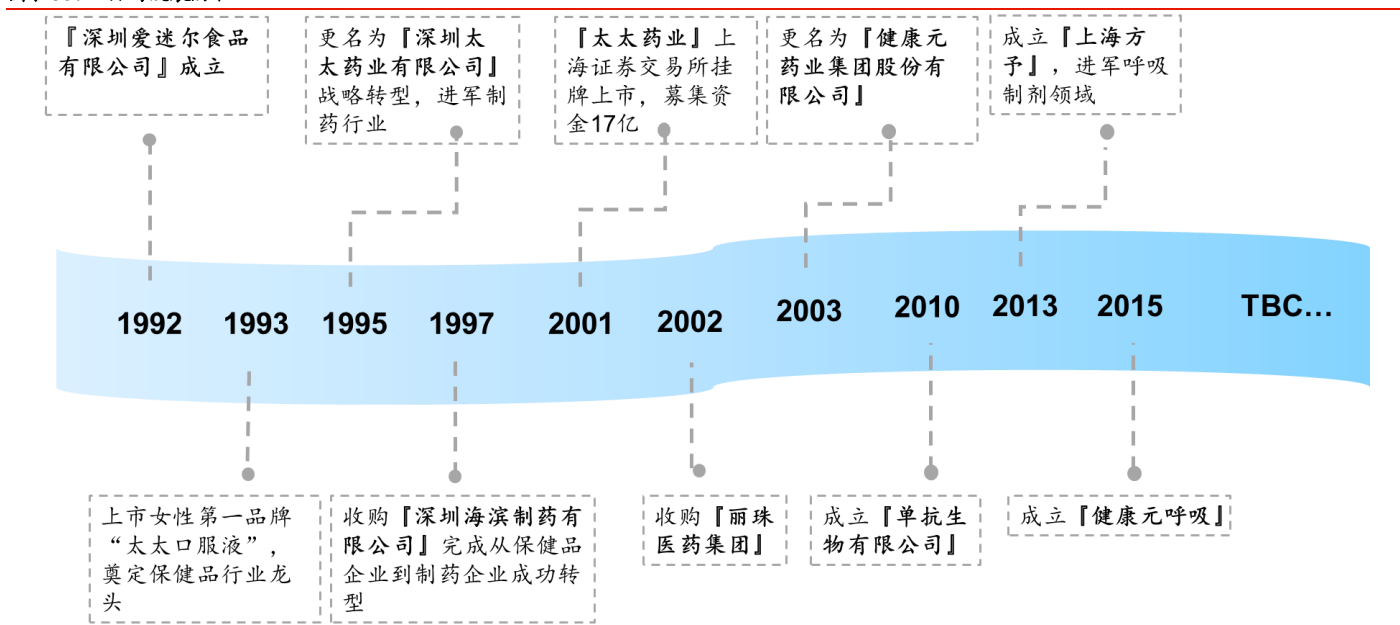 『深圳爱迷尔食品
有限公司』成立
更名为『深圳太
太药业有限公司』
战略转型，进军制
药行业
『太太药业』上
海证券交易所挂
牌上市，募集资
金17亿
更名为『健康元
药业集团股份有
限公司』
成立『上海方
予』，进军呼吸
制剂领域
1992
1993
1995
1997
2001
2002
2003
2010
2013
2015
TBC...
上市女性第一品牌
“太太口服液”，
奠定保健品行业龙
头
收购『深圳海滨制药有
限公司』完成从保健品
企业到制药企业成功转
型
收购『丽珠
医药集团』
成立『单抗生
物有限公司』
成立『健康元呼吸』